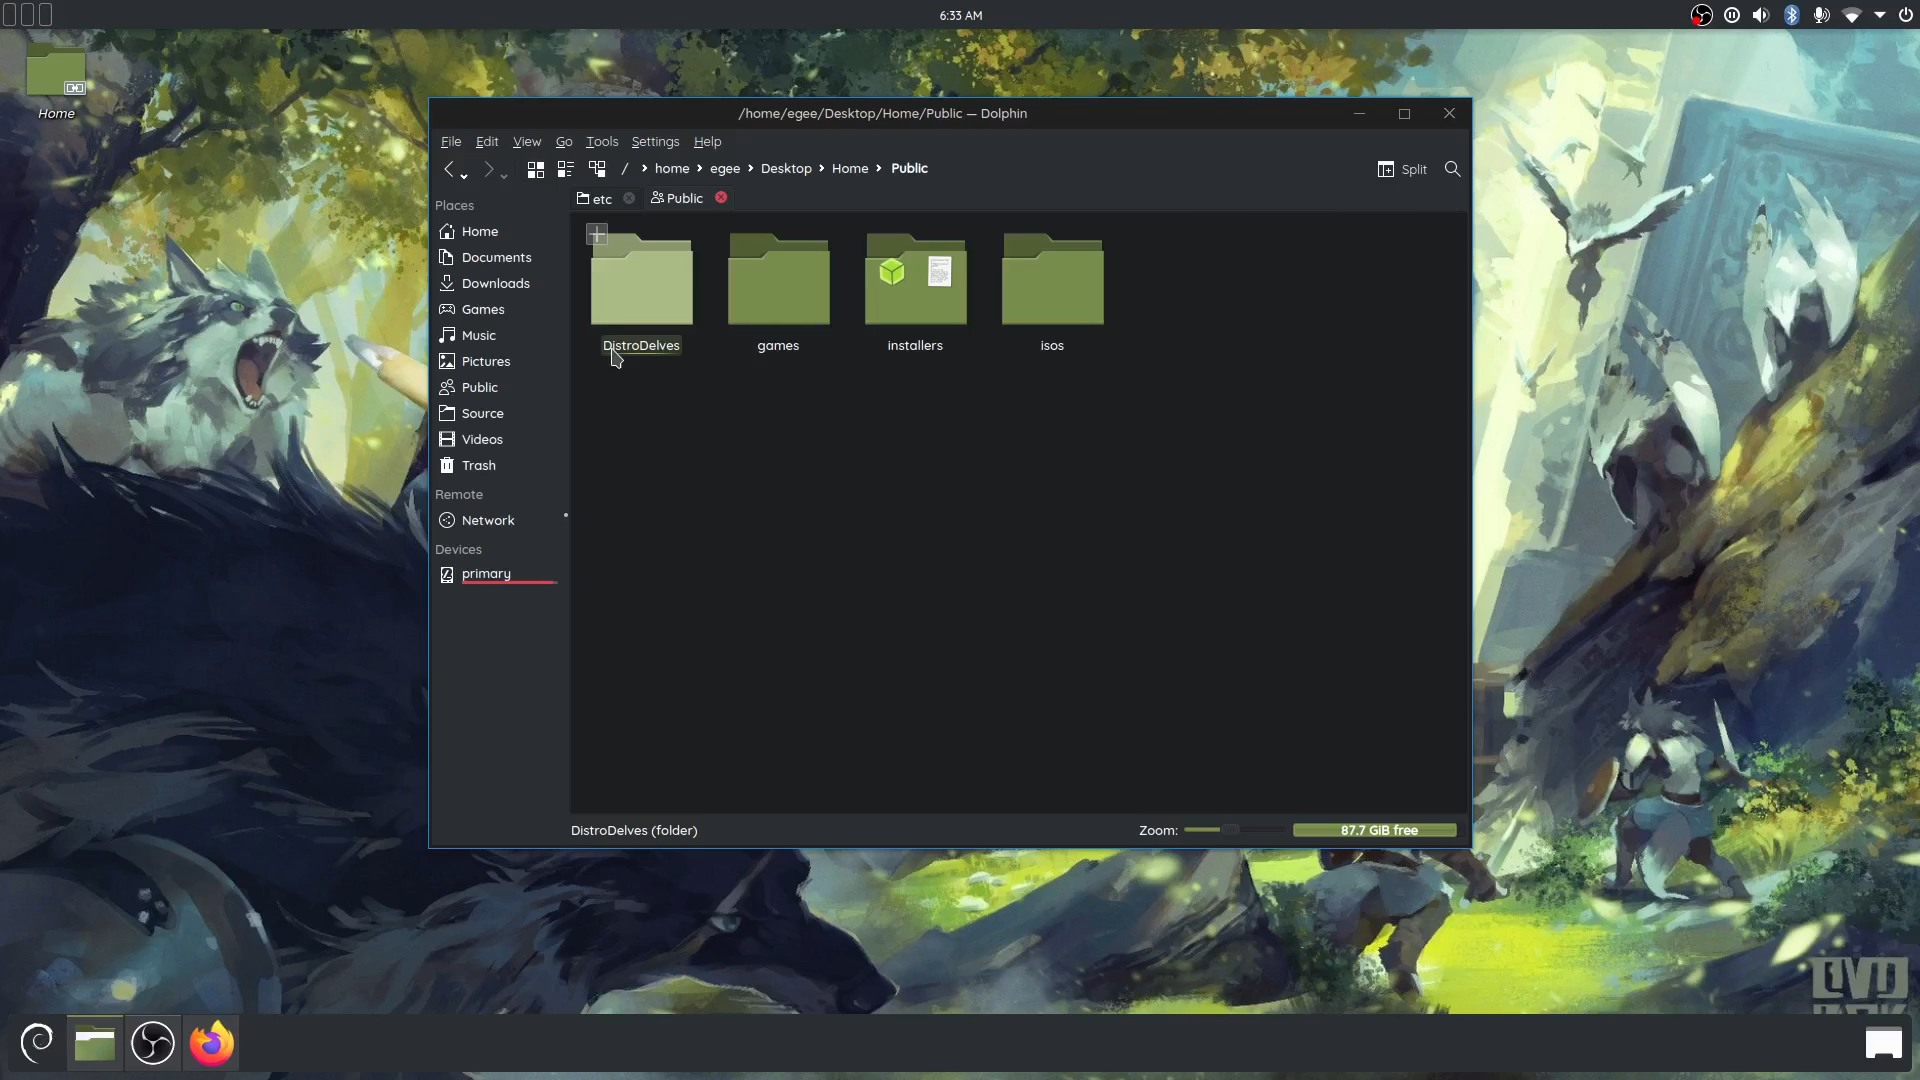 6:33 AM
Home
/home/egee/Desktop/Home/Public — Dolphin
File Edit View Go Tools Settings Help
/ > home > egee > Desktop > Home > Public
Split
Places
etc
Public
Home
Documents
Downloads
Games
Music
Pictures
Public
Source
Videos
Trash
Remote
Network
Devices
primary
DistroDelves
games
installers
isos
DistroDelves (folder)
Zoom:
87.7 GiB free